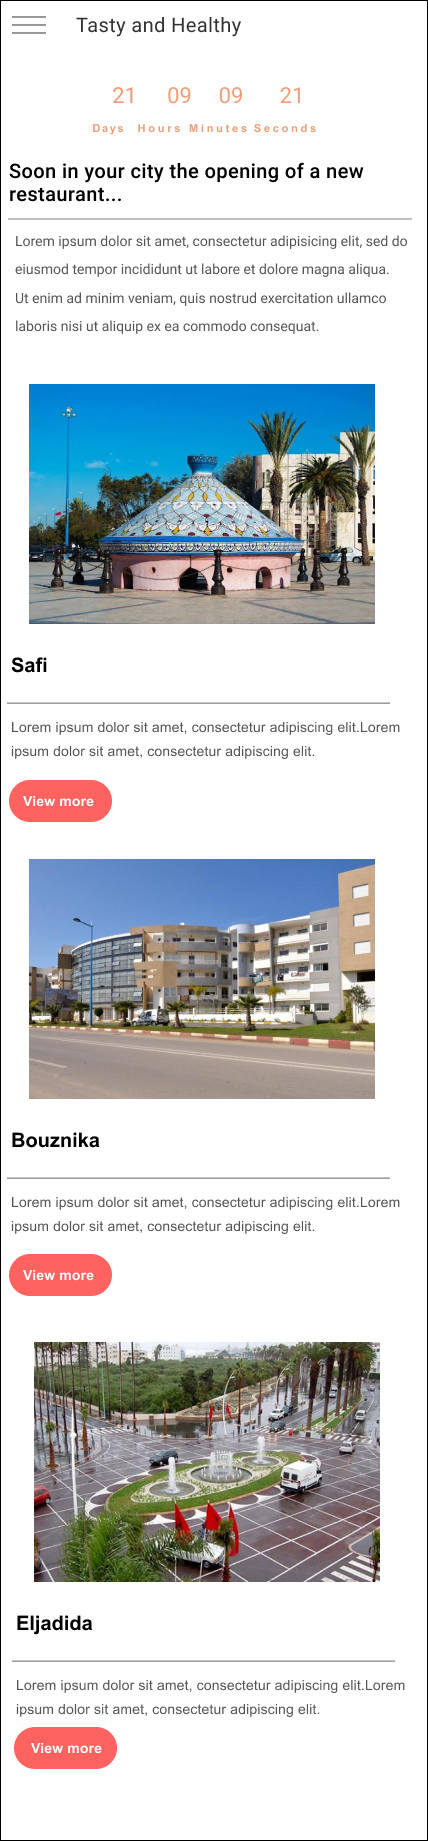 Tasty and Healthy
21 09 09 21
Days Hours Minutes Seconds
Soon in your city the opening of a new
restaurant...
Lorem ipsum dolor sit amet, consectetur adipisicing elit, sed do
eiusmod tempor incididunt ut labore et dolore magna aliqua.
Ut enim ad minim veniam, quis nostrud exercitation ullamco
laboris nisi ut aliquip ex ea commodo consequat.
Safi
Lorem ipsum dolor sit amet, consectetur adipiscing elit.Lorem
ipsum dolor sit amet, consectetur adipiscing elit.
View more
Bouznika
Lorem ipsum dolor sit amet, consectetur adipiscing elit.Lorem
ipsum dolor sit amet, consectetur adipiscing elit.
View more
Eljadida
Lorem ipsum dolor sit amet, consectetur adipiscing elit.Lorem
ipsum dolor sit amet, consectetur adipiscing elit.
View more